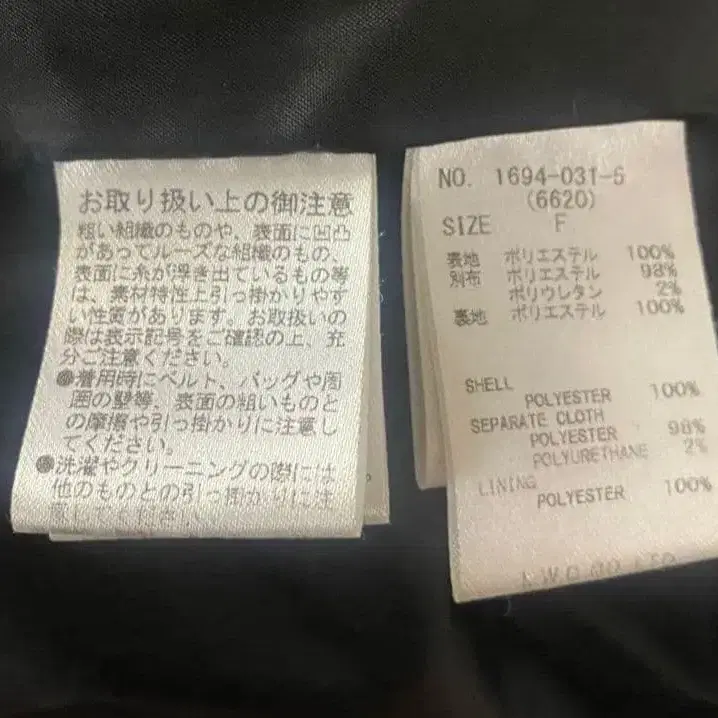 お取り扱い上の御注意
粗い組織のものや、表面に凹凸
があってルーズな組織のもの、
表面に糸が浮き出ているもの等
は、素材特性上引っ掛かりやす
い性質があります。お取扱いの
際は表示記号をご確認の上、充
分ご注意ください。
●着用時にベルト、バッグや周
囲の壁等、表面の粗いものと
の摩擦や引っ掛かりに注意し
てください。
●洗濯やクリーニングの際には
他のものとの引っ掛かりに注
意してください。
NO. 1694-031-5
(6620)
SIZE F
表地 ポリエステル 100%
別布 ポリエステル 98%
ポリウレタン 2%
裏地 ポリエステル 100%
SHELL
POLYESTER 100%
SEPARATE CLOTH
POLYESTER 98%
POLYURETHANE 2%
LINING
POLYESTER 100%